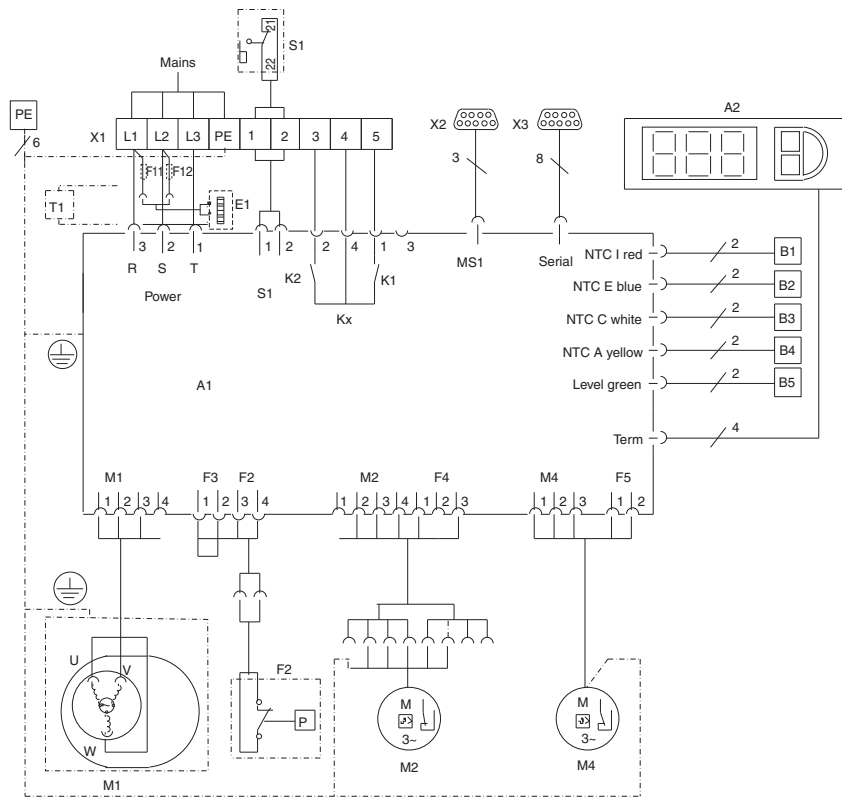 21
S1
22
Mains
PE
6
X1
L1 L2 L3 PE 1 2 3 4 5
X2
X3
A2
3
8
F11 F12
T1
E1
3 2 1
1 2
2 4 1 3
R S T
Power
S1
K2
K1
Kx
MS1
Serial
NTC I red 2 B1
NTC E blue 2 B2
NTC C white 2 B3
NTC A yellow 2 B4
Level green 2 B5
A1
Term 4
M1
F3 F2
M2 F4
M4 F5
1 2 3 4
1 2 3 4
1 2 3 4 1 2 3
1 2 3 1 2
U
V
W
M1
F2
P
M
3~
M2
M
3~
M4